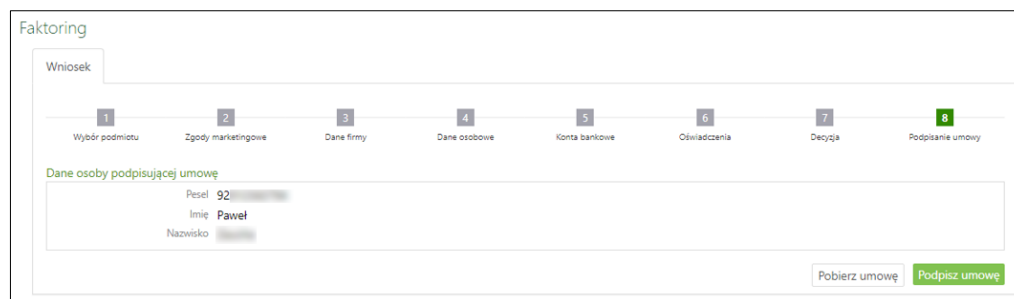 Faktoring
Wniosek
1 2 3 4 5 6 7 8
Wybór podmiotu Zgody marketingowe Dane firmy Dane osobowe Konta bankowe Oświadczenia Decyzja Podpisanie umowy
Dane osoby podpisującej umowę
Pesel 92
Imię Paweł
Nazwisko
Pobierz umowę Podpisz umowę